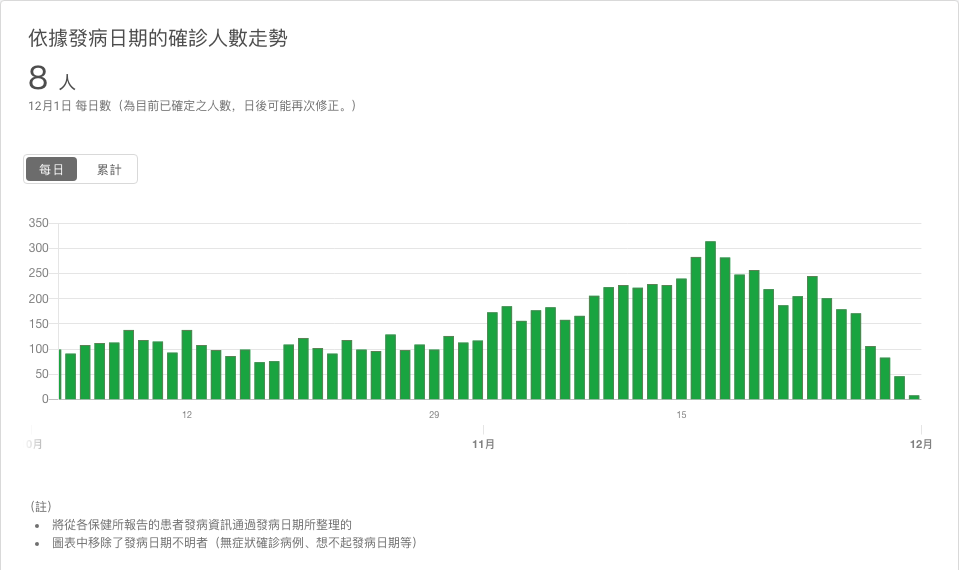 依據發病日期的確診人數走勢
8 人
12月1日 每日數（為目前已確定之人數，日後可能再次修正。）
每日 累計
350
300
250
200
150
100
50
0
12 29 15
0月 11月 12月
（註）
• 將從各保健所報告的患者發病資訊通過發病日期所整理的
• 圖表中移除了發病日期不明者（無症狀確診病例、想不起發病日期等）